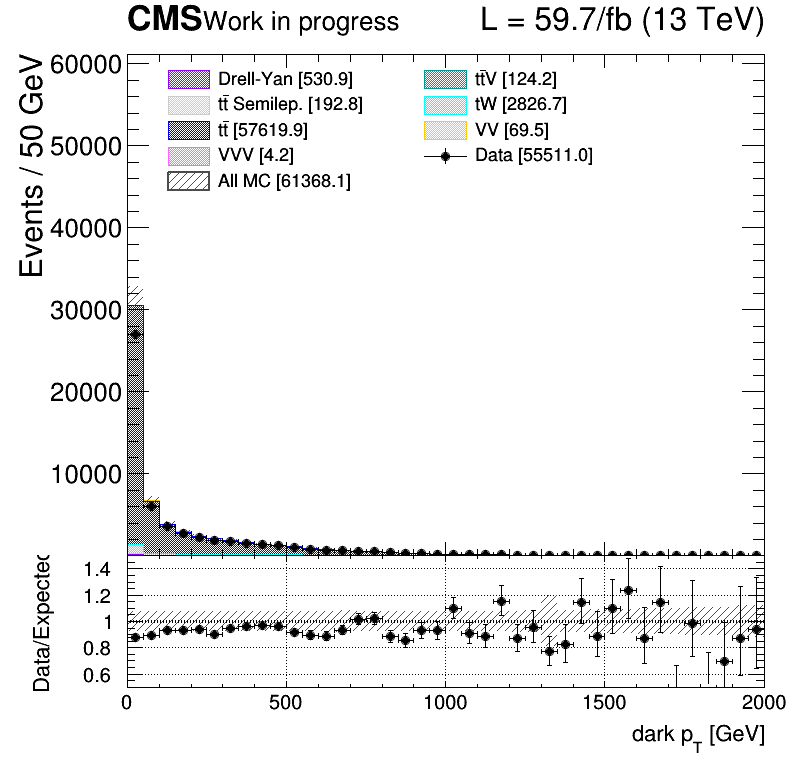 CMS Work in progress L = 59.7/fb (13 TeV)
Events / 50 GeV
60000
50000
40000
30000
20000
10000
Drell-Yan [530.9]
tt̄ Semilep. [192.8]
tt̄ [57619.9]
VVV [4.2]
All MC [61368.1]
tt̄V [124.2]
tW [2826.7]
VV [69.5]
Data [55511.0]
Data/Expected
1.4
1.2
1
0.8
0.6
0 500 1000 1500 2000
dark p_T [GeV]